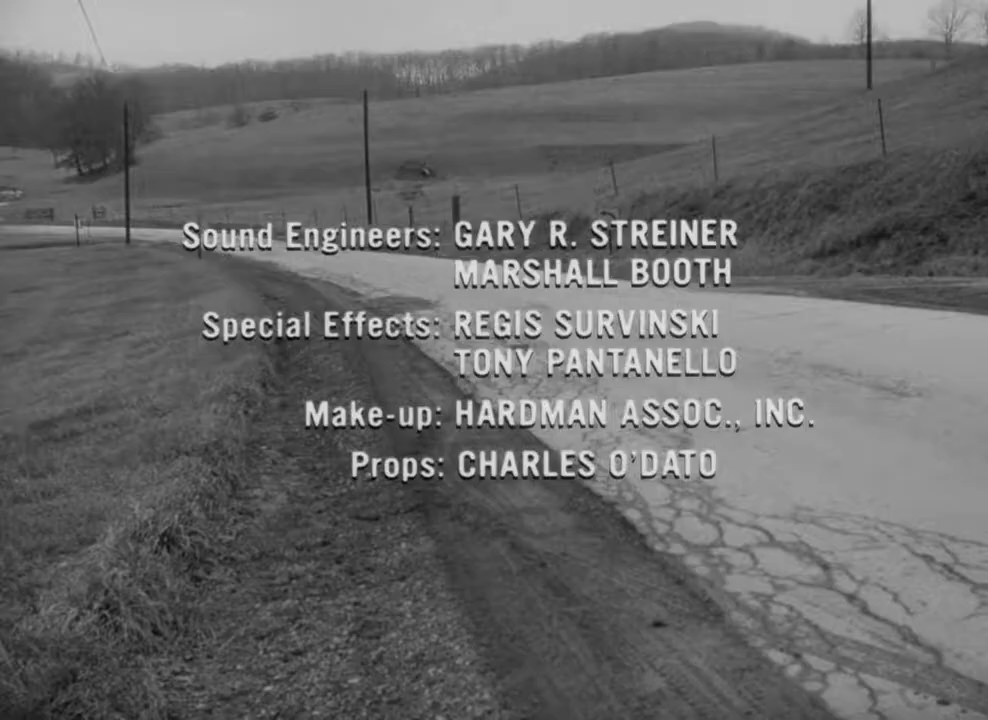 Sound Engineers: GARY R. STREINER
MARSHALL BOOTH
Special Effects: REGIS SURVINSKI
TONY PANTANELLO
Make-up: HARDMAN ASSOC., INC.
Props: CHARLES O'DATO